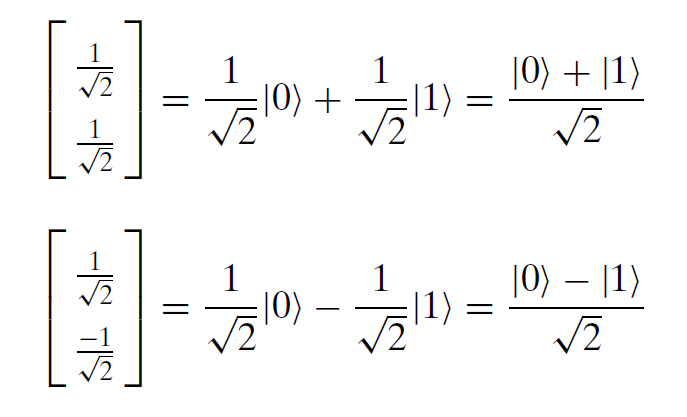 [ 1/√2 1/√2 ] = 1/√2 |0⟩ + 1/√2 |1⟩ = |0⟩ + |1⟩ / √2
[ 1/√2 -1/√2 ] = 1/√2 |0⟩ − 1/√2 |1⟩ = |0⟩ − |1⟩ / √2